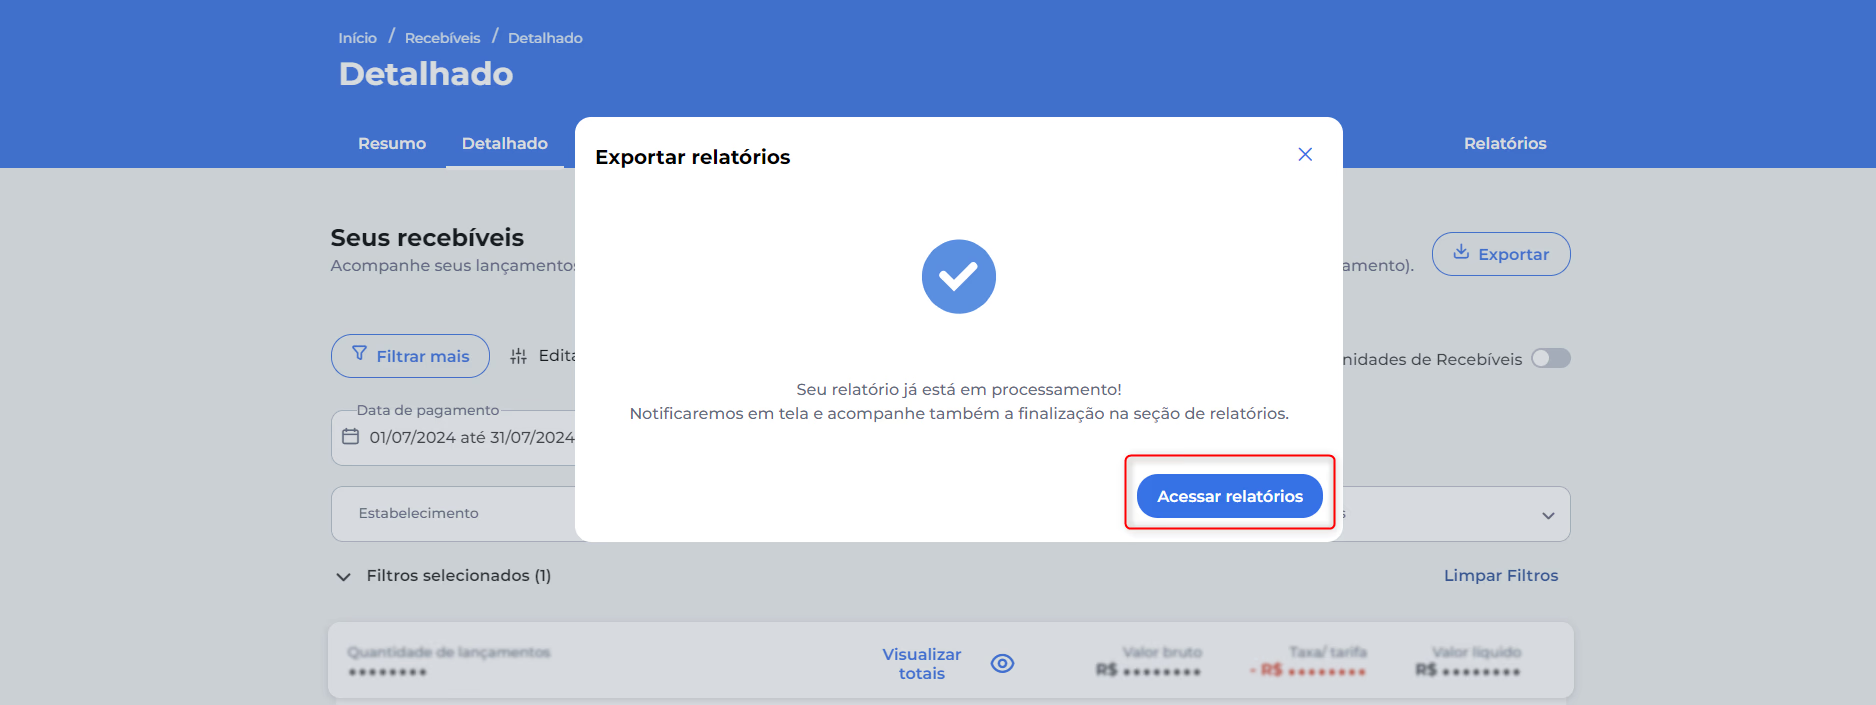 Início / Recebíveis / Detalhado
Detalhado
Resumo
Detalhado
Relatórios
Exportar relatórios
Seu relatório já está em processamento!
Notificaremos em tela e acompanhe também a finalização na seção de relatórios.
Acessar relatórios
Seus recebíveis
Acompanhe seus lançamentos
amento).
Exportar
Filtrar mais
Edita
nidades de Recebíveis
Data de pagamento
01/07/2024 até 31/07/2024
Estabelecimento
s
Filtros selecionados (1)
Limpar Filtros
Quantidade de lançamentos
••••••••
Visualizar
totais
Valor bruto
R$ ••••••••
Taxa/ tarifa
- R$ ••••••••
Valor líquido
R$ ••••••••